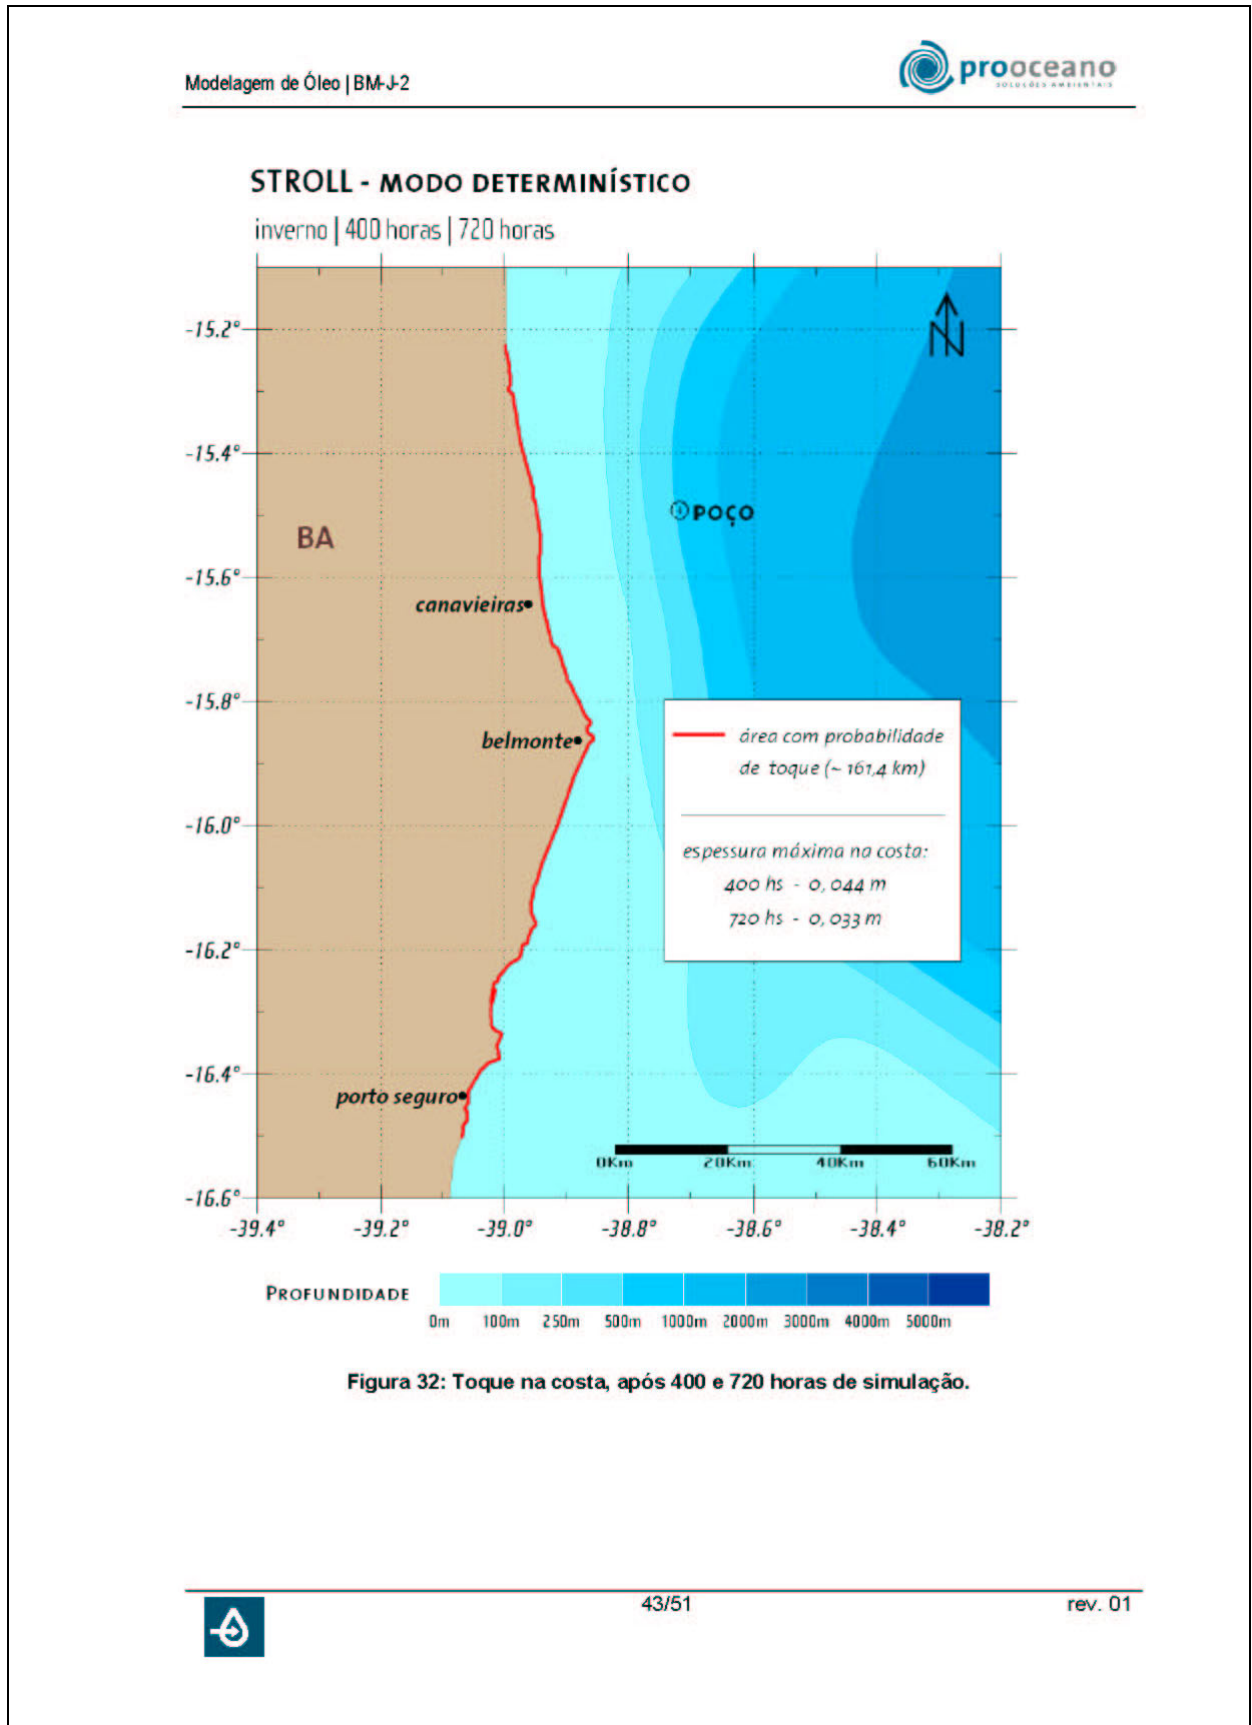 Modelagem de Óleo | BM-J-2
prooceano
SOLUÇÕES AMBIENTAIS
STROLL - MODO DETERMINÍSTICO
inverno | 400 horas | 720 horas
-15.2°
N
-15.4°
POÇO
BA
-15.6°
canavieiras
-15.8°
área com probabilidade
de toque (~ 161,4 km)
belmonte
-16.0°
espessura máxima na costa:
400 hs - 0, 044 m
720 hs - 0, 033 m
-16.2°
-16.4°
porto seguro
0Km 20Km 40Km 60Km
-16.6°
-39.4° -39.2° -39.0° -38.8° -38.6° -38.4° -38.2°
PROFUNDIDADE
0m 100m 250m 500m 1000m 2000m 3000m 4000m 5000m
Figura 32: Toque na costa, após 400 e 720 horas de simulação.
43/51
rev. 01